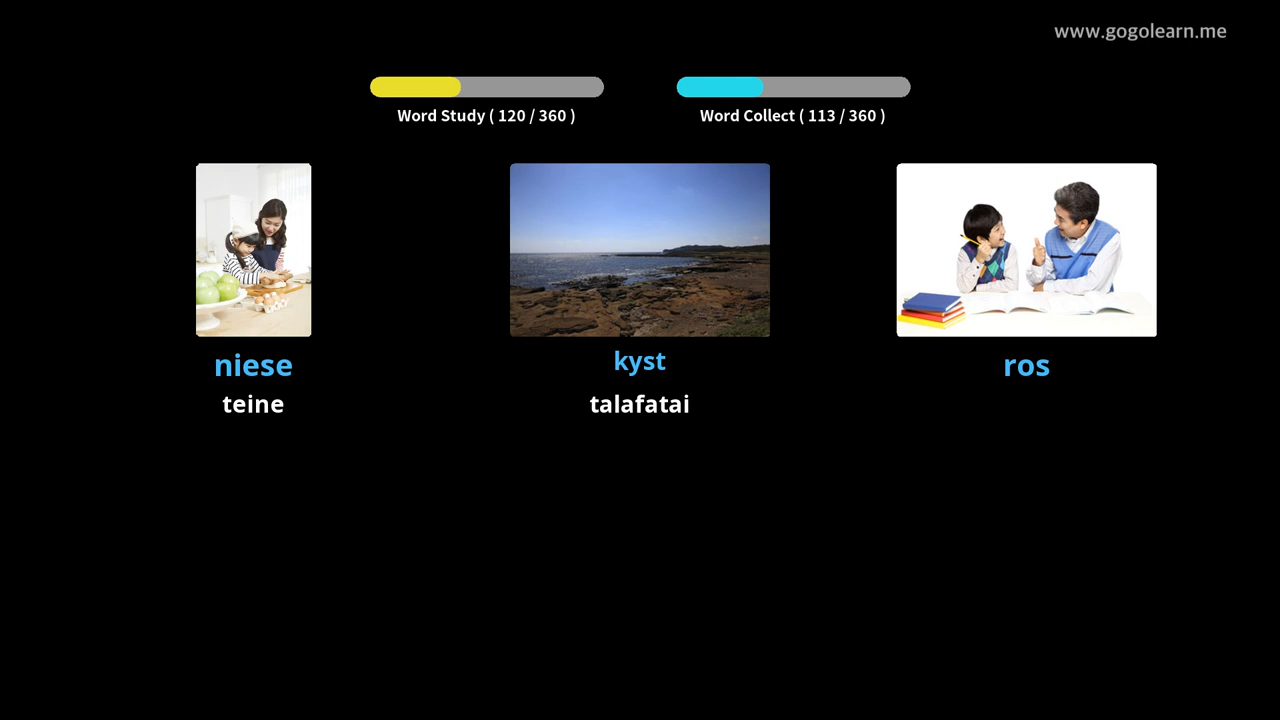 www.gogolearn.me
Word Study ( 120 / 360 )
Word Collect ( 113 / 360 )
niese
kyst
ros
teine
talafatai